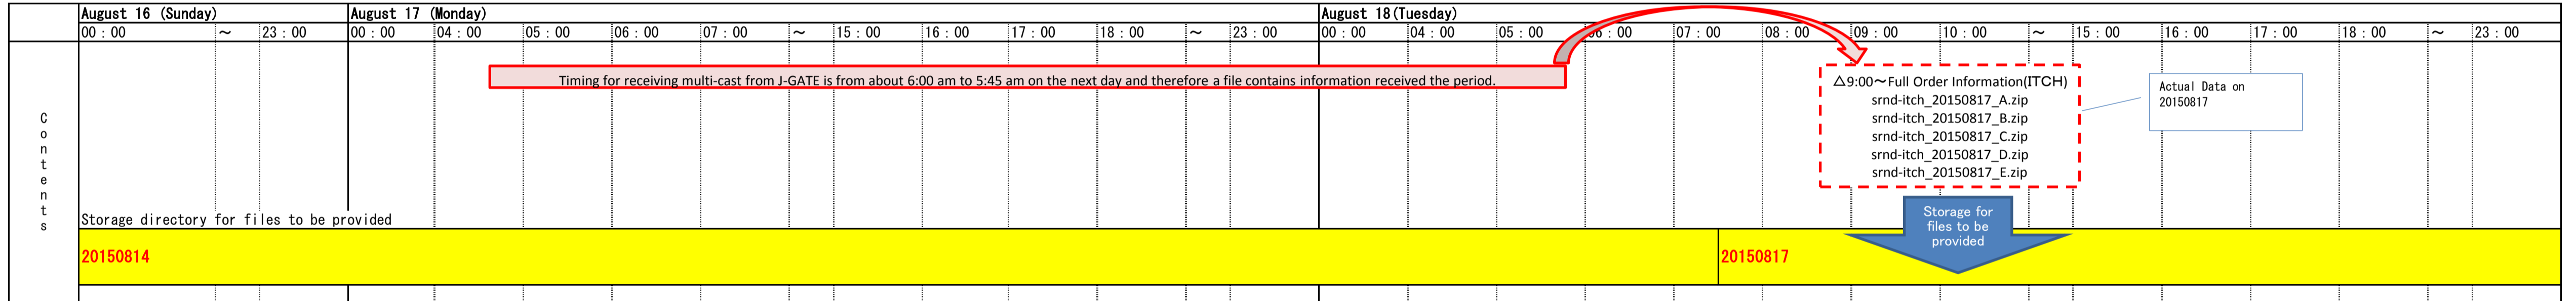 August 16 (Sunday) August 17 (Monday) August 18(Tuesday)
00：00 ～ 23：00 00：00 04：00 05：00 06：00 07：00 ～ 15：00 16：00 17：00 18：00 ～ 23：00 00：00 04：00 05：00 06：00 07：00 08：00 09：00 10：00 ～ 15：00 16：00 17：00 18：00 ～ 23：00
Contents
Timing for receiving multi-cast from J-GATE is from about 6:00 am to 5:45 am on the next day and therefore a file contains information received the period.
△9:00～Full Order Information(ITCH)
srnd-itch_20150817_A.zip
srnd-itch_20150817_B.zip
srnd-itch_20150817_C.zip
srnd-itch_20150817_D.zip
srnd-itch_20150817_E.zip
Actual Data on
20150817
Storage directory for files to be provided
Storage for
files to be
provided
20150814
20150817